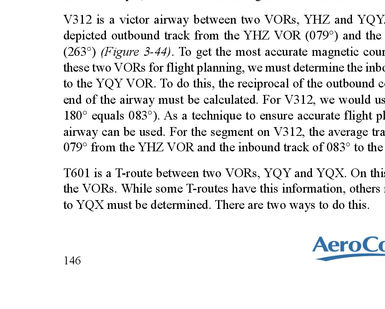 V312 is a victor airway between two VORs, YHZ and YQY.
depicted outbound track from the YHZ VOR (079°) and the
(263°) (Figure 3-44). To get the most accurate magnetic cour
these two VORs for flight planning, we must determine the inbo
to the YQY VOR. To do this, the reciprocal of the outbound co
end of the airway must be calculated. For V312, we would us
180° equals 083°). As a technique to ensure accurate flight pl
airway can be used. For the segment on V312, the average tra
079° from the YHZ VOR and the inbound track of 083° to the
T601 is a T-route between two VORs, YQY and YQX. On this
the VORs. While some T-routes have this information, others
to YQX must be determined. There are two ways to do this.
AeroCo
146